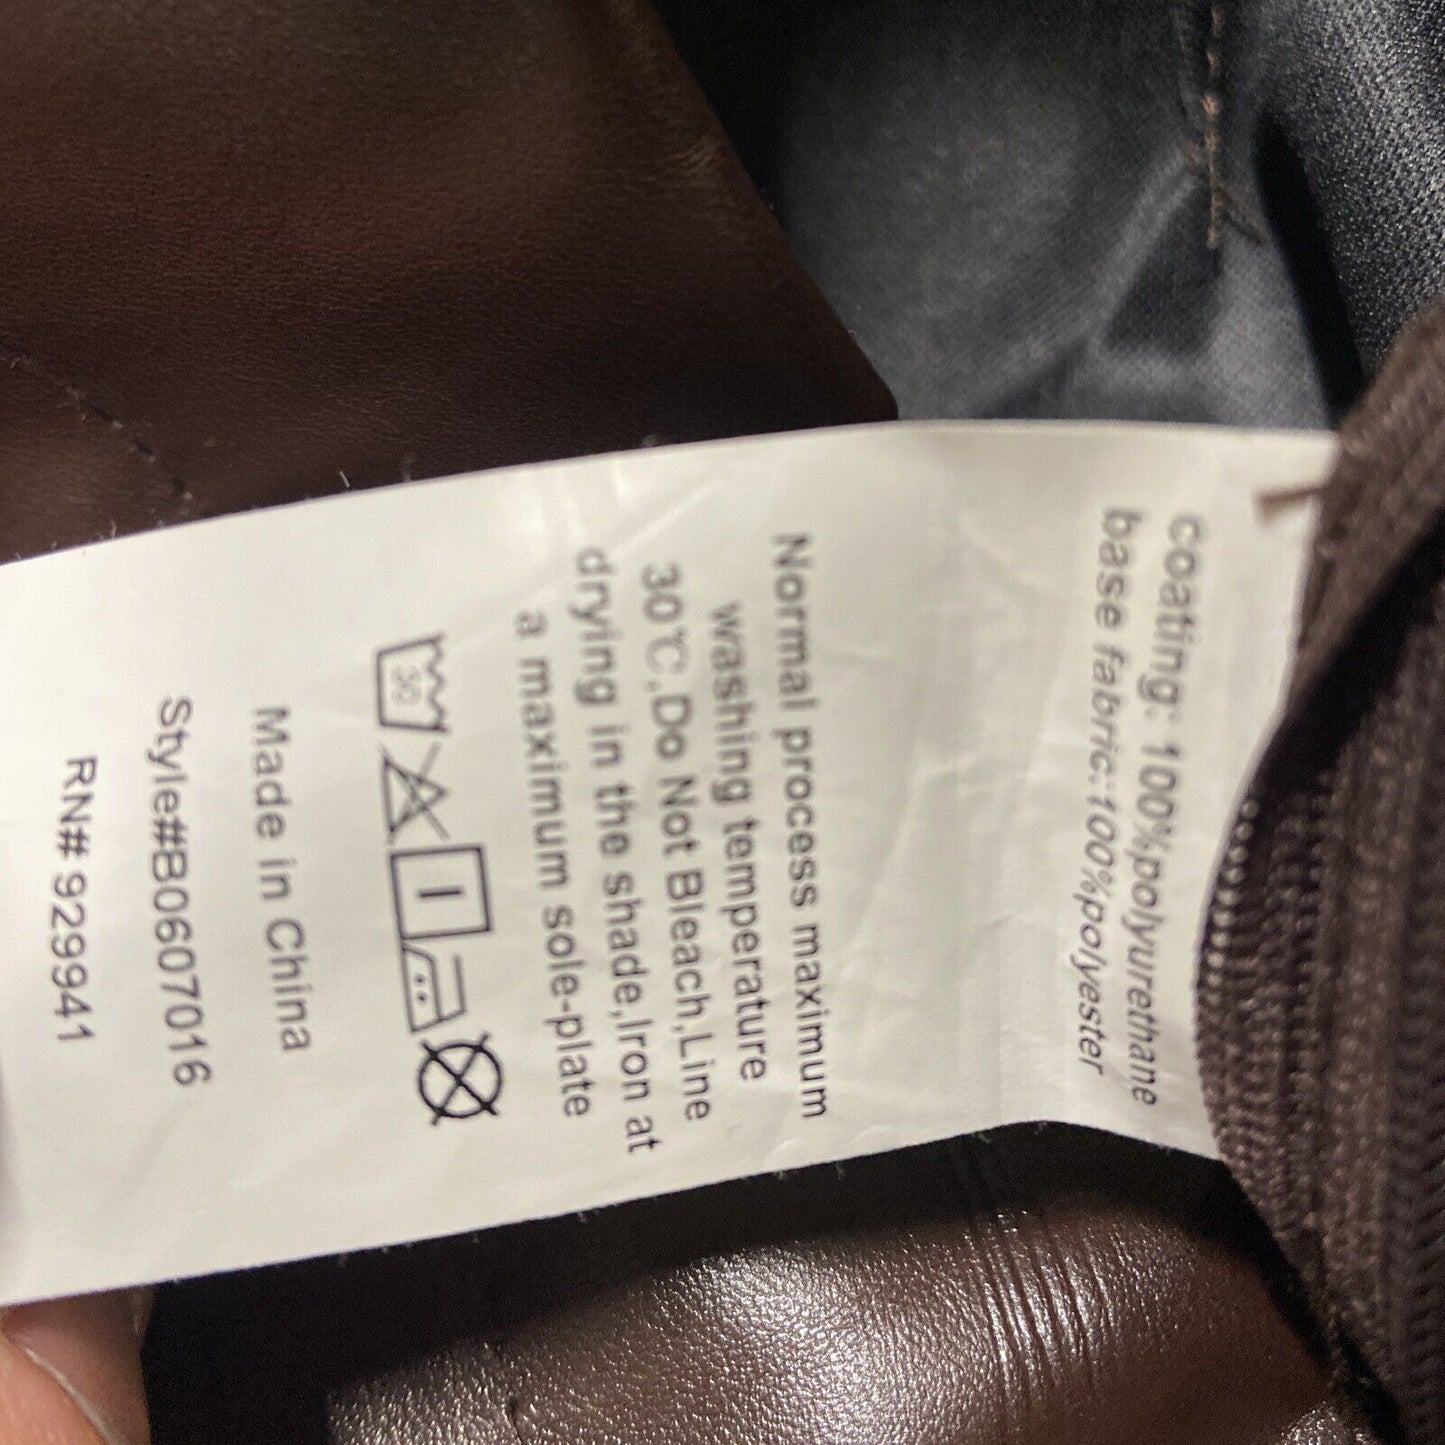 coating: 100%polyurethane
base fabric:100%polyester
Normal process maximum
washing temperature
30℃,Do Not Bleach,Line
drying in the shade,Iron at
a maximum sole-plate
30
Made in China
Style#B0607016
RN# 929941